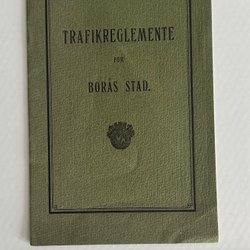 TRAFIKREGLEMENTE
FÖR
BORÅS STAD.